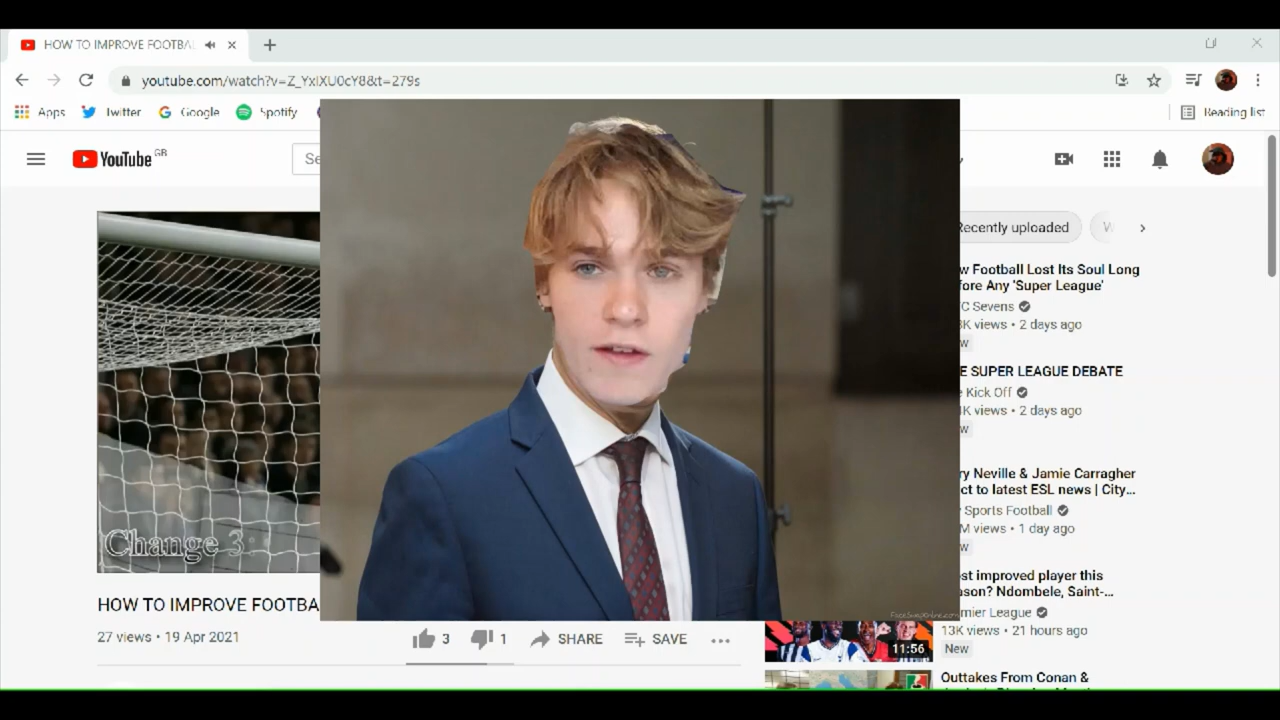 HOW TO IMPROVE FOOTBA
youtube.com/watch?v=Z_YxIXU0cY8&t=279s
Apps Twitter Google Spotify
Reading list
YouTube GB
Se
Recently uploaded W
w Football Lost Its Soul Long
fore Any 'Super League'
C Sevens
K views • 2 days ago
w
E SUPER LEAGUE DEBATE
e Kick Off
K views • 2 days ago
w
ry Neville & Jamie Carragher
ct to latest ESL news | City...
Sports Football
M views • 1 day ago
w
st improved player this
ason? Ndombele, Saint-...
mier League
13K views • 21 hours ago
New
11:56
Outtakes From Conan &
Change 3:
HOW TO IMPROVE FOOTBA
27 views • 19 Apr 2021
3 1 SHARE SAVE